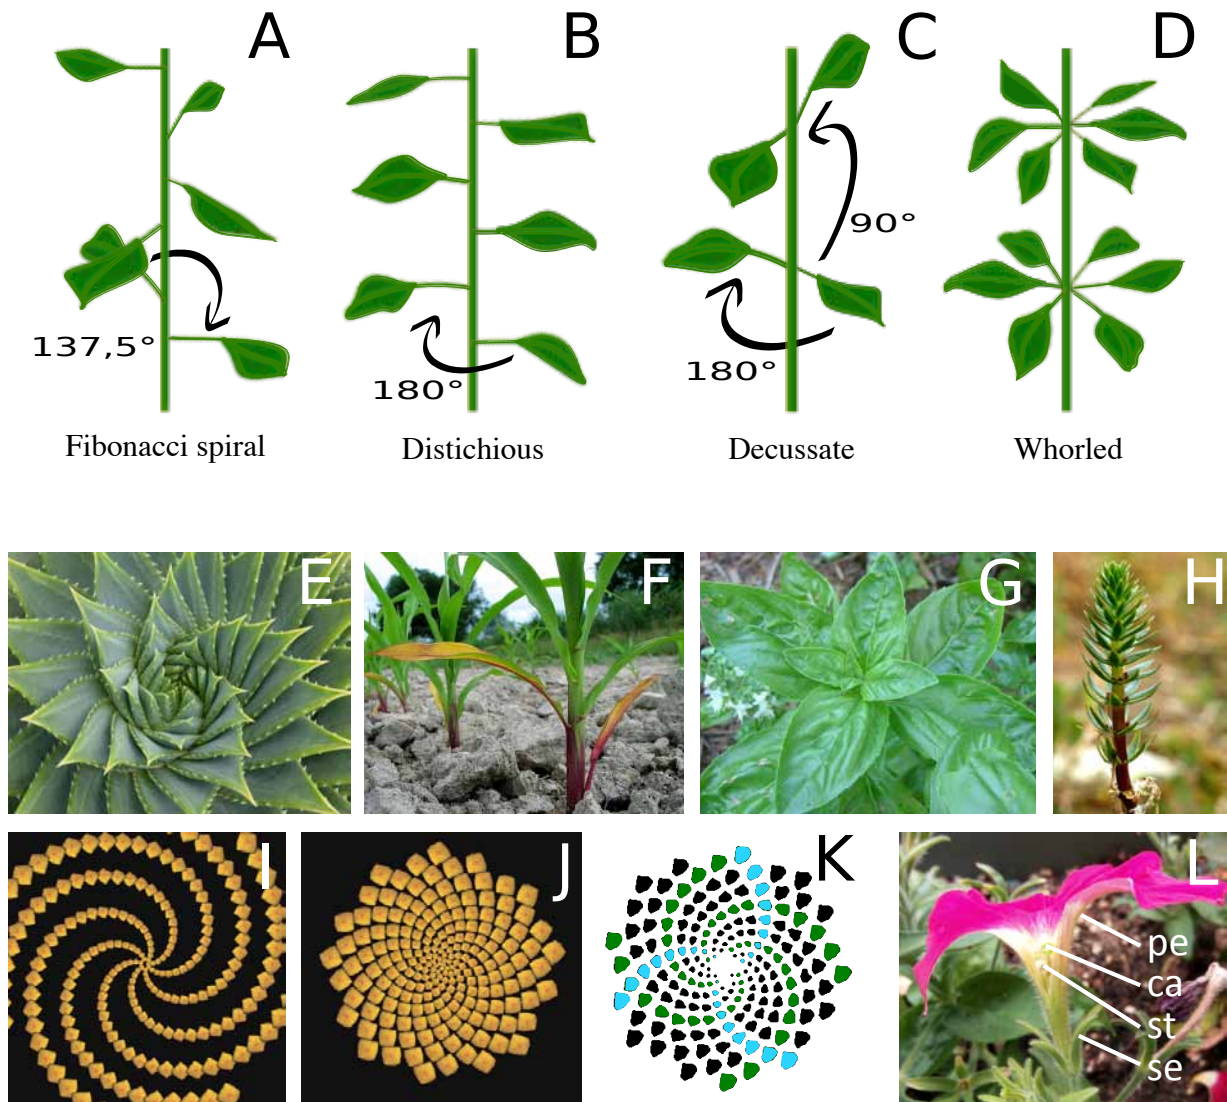 A
B
C
D
137,5°
180°
180°
90°
Fibonacci spiral
Distichious
Decussate
Whorled
E
F
G
H
I
J
K
L
pe
ca
st
se